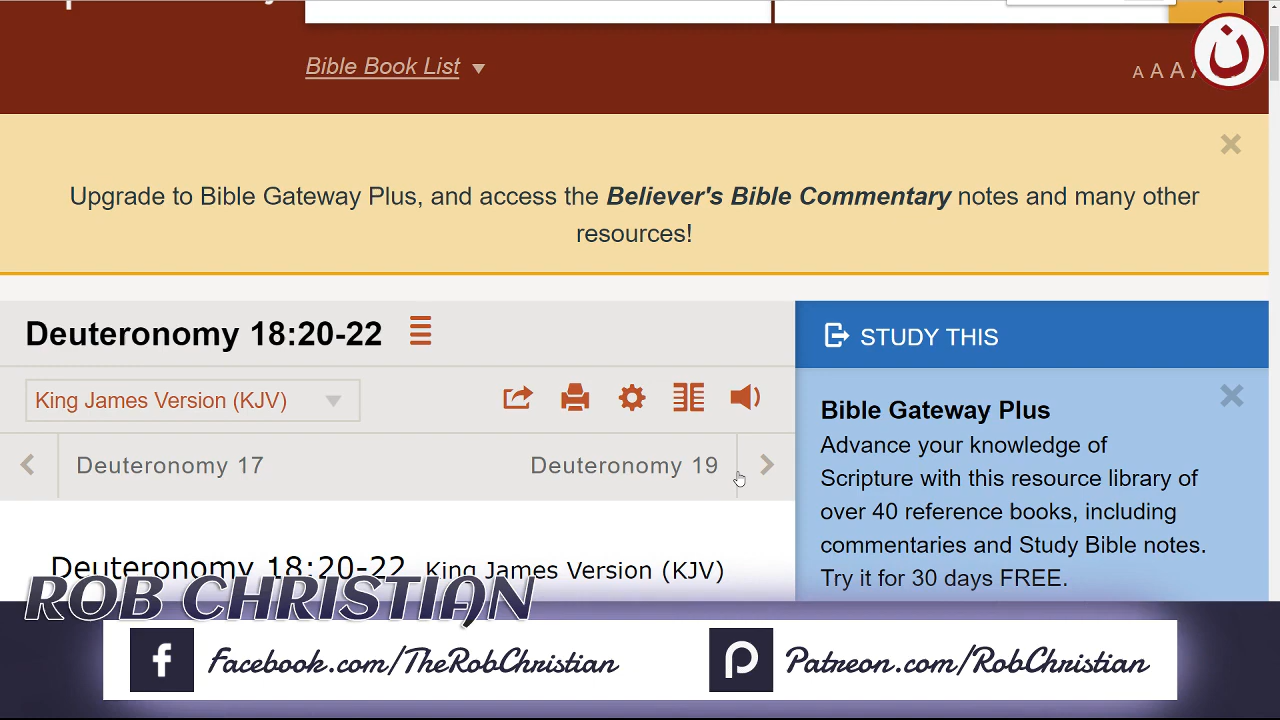 Bible Book List
A A A
ن
Upgrade to Bible Gateway Plus, and access the Believer's Bible Commentary notes and many other
resources!
Deuteronomy 18:20-22
STUDY THIS
King James Version (KJV)
Bible Gateway Plus
Advance your knowledge of
Scripture with this resource library of
over 40 reference books, including
commentaries and Study Bible notes.
Try it for 30 days FREE.
Deuteronomy 17
Deuteronomy 19
Deuteronomy 18:20-22 King James Version (KJV)
ROB CHRISTIAN
Facebook.com/TheRobChristian
Patreon.com/RobChristian